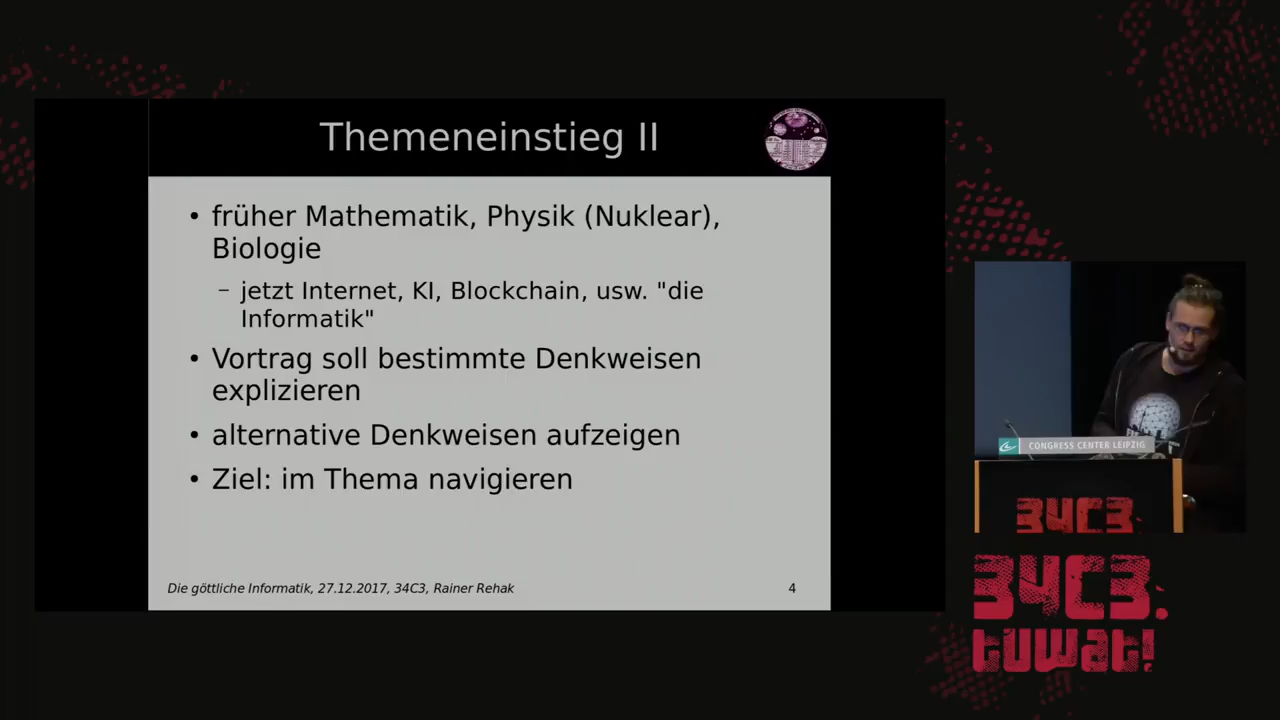 Themeneinstieg II
• früher Mathematik, Physik (Nuklear),
Biologie
– jetzt Internet, KI, Blockchain, usw. "die
Informatik"
• Vortrag soll bestimmte Denkweisen
explizieren
• alternative Denkweisen aufzeigen
• Ziel: im Thema navigieren
Die göttliche Informatik, 27.12.2017, 34C3, Rainer Rehak
4
CONGRESS CENTER LEIPZIG
34C3.
34C3.
tuwat!